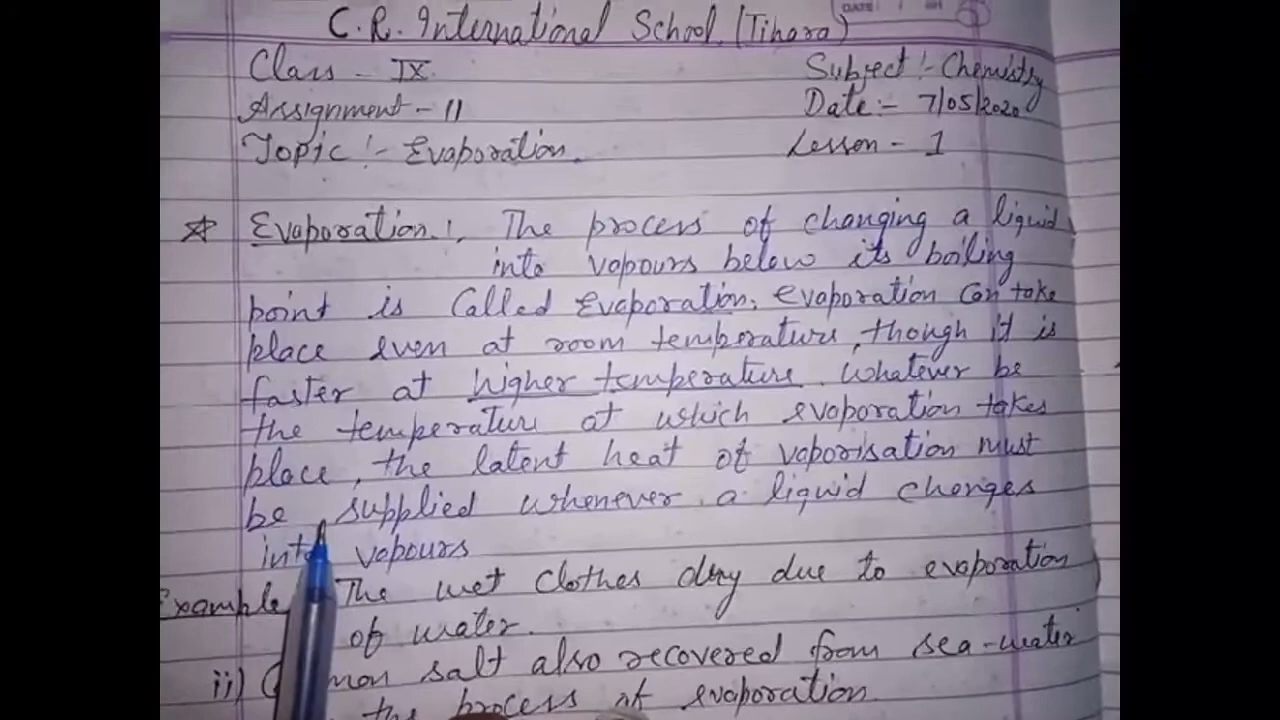 C.R. International School (Tihara)
DATE:
Class - IX
Subject :- Chemistry
Assignment - 11
Date :- 7/05/2020
Topic :- Evaporation.
Lesson - 1
☆ Evaporation :. The process of changing a liquid
into vapours below its boiling
point is called Evaporation. Evaporation can take
place even at room temperature, though it is
faster at higher temperature. Whatever be
the temperature at which evaporation takes
place, the latent heat of vaporisation must
be supplied whenever a liquid changes
into vapours
Example The wet clothes dry due to evaporation
of water.
ii) mon salt also recovered from sea-water
the process of evaporation.